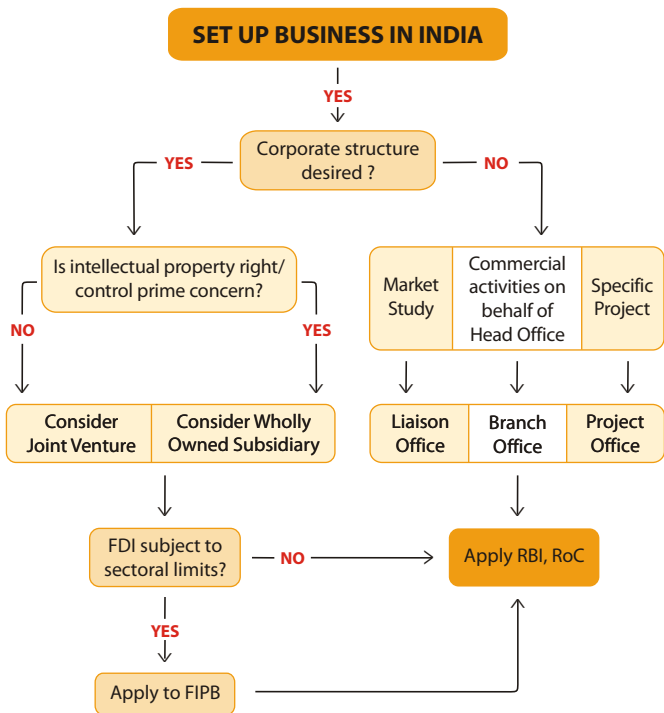 SET UP BUSINESS IN INDIA
YES
Corporate structure
desired ?
YES
NO
Is intellectual property right/
control prime concern?
NO
YES
Market
Study
Commercial
activities on
behalf of
Head Office
Specific
Project
Consider
Joint Venture
Consider Wholly
Owned Subsidiary
Liaison
Office
Branch
Office
Project
Office
FDI subject to
sectoral limits?
NO
Apply RBI, RoC
YES
Apply to FIPB